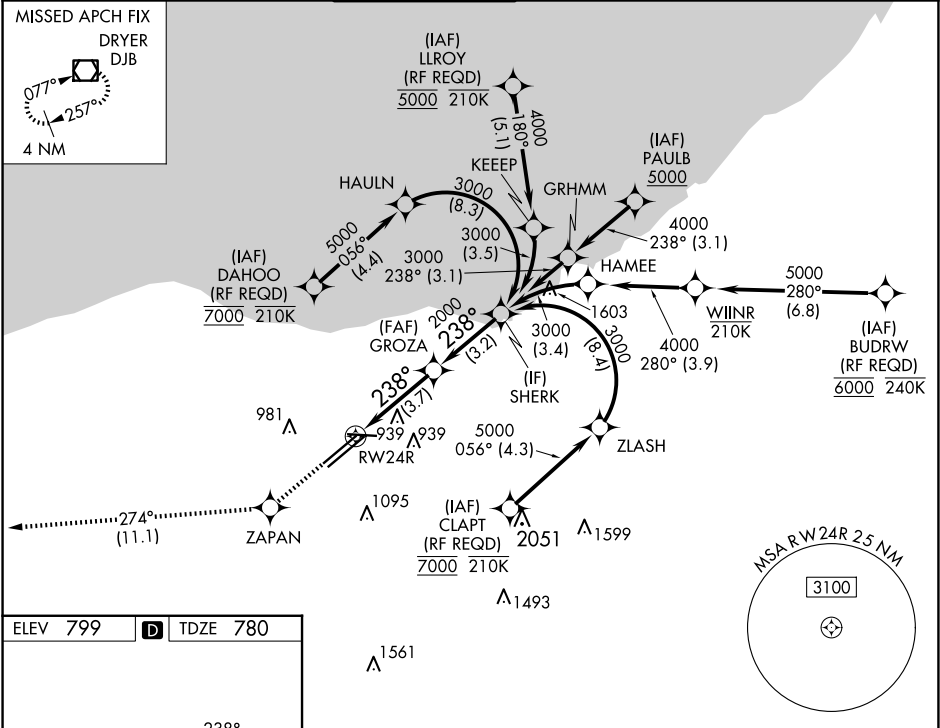 MISSED APCH FIX
DRYER
DJB
077°
257°
4 NM
(IAF)
LLROY
(RF REQD)
5000 210K
4000
180°
(5.1)
KEEEP
(IAF)
PAULB
5000
GRHMM
4000
238° (3.1)
HAULN
3000
(8.3)
5000
056°
(4.4)
(IAF)
DAHOO
(RF REQD)
7000 210K
3000
(3.5)
3000
238° (3.1)
HAMEE
1603
WIINR
210K
5000
280°
(6.8)
4000
280° (3.9)
(IAF)
BUDRW
(RF REQD)
6000 240K
3000
(3.4)
3000
(8.4)
(IF)
SHERK
2000
238°
(3.2)
(FAF)
GROZA
238°
(3.7)
981
939
939
RW24R
5000
056° (4.3)
ZLASH
(IAF)
CLAPT
(RF REQD)
7000 210K
2051
1599
1095
ZAPAN
274°
(11.1)
1493
1561
MSA RW24R 25 NM
3100
ELEV 799 D TDZE 780
238°